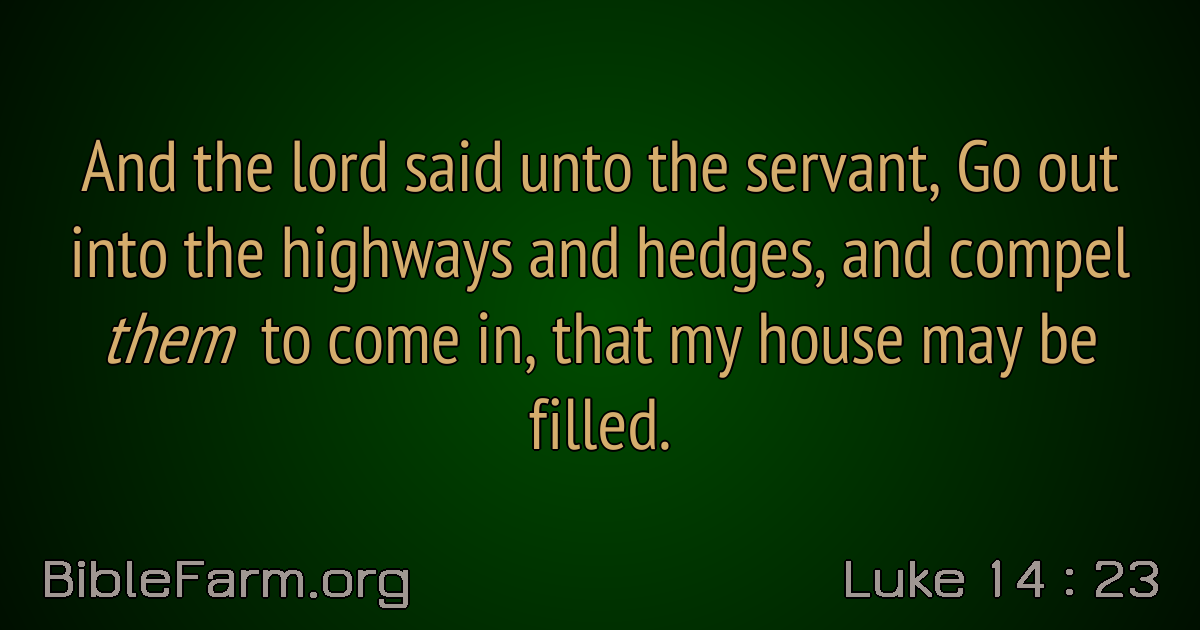 And the lord said unto the servant, Go out
into the highways and hedges, and compel
them to come in, that my house may be
filled.
BibleFarm.org
Luke 14 : 23